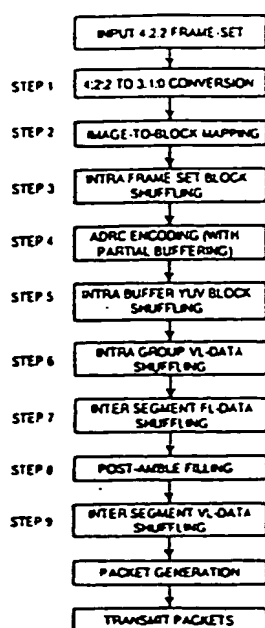 INPUT 4.2.2 FRAME-SET
STEP 1
4:2:2 TO 3.1.0 CONVERSION
STEP 2
IMAGE-TO-BLOCK MAPPING
STEP 3
INTRA FRAME SET BLOCK
SHUFFLING
STEP 4
ADRC ENCODING (WITH
PARTIAL BUFFERING)
STEP 5
INTRA BUFFER YUV BLOCK
SHUFFLING
STEP 6
INTRA GROUP VL-DATA
SHUFFLING
STEP 7
INTER SEGMENT FL-DATA
SHUFFLING
STEP 8
POST-AMBLE FILLING
STEP 9
INTER SEGMENT VL-DATA
SHUFFLING
PACKET GENERATION
TRANSMIT PACKETS